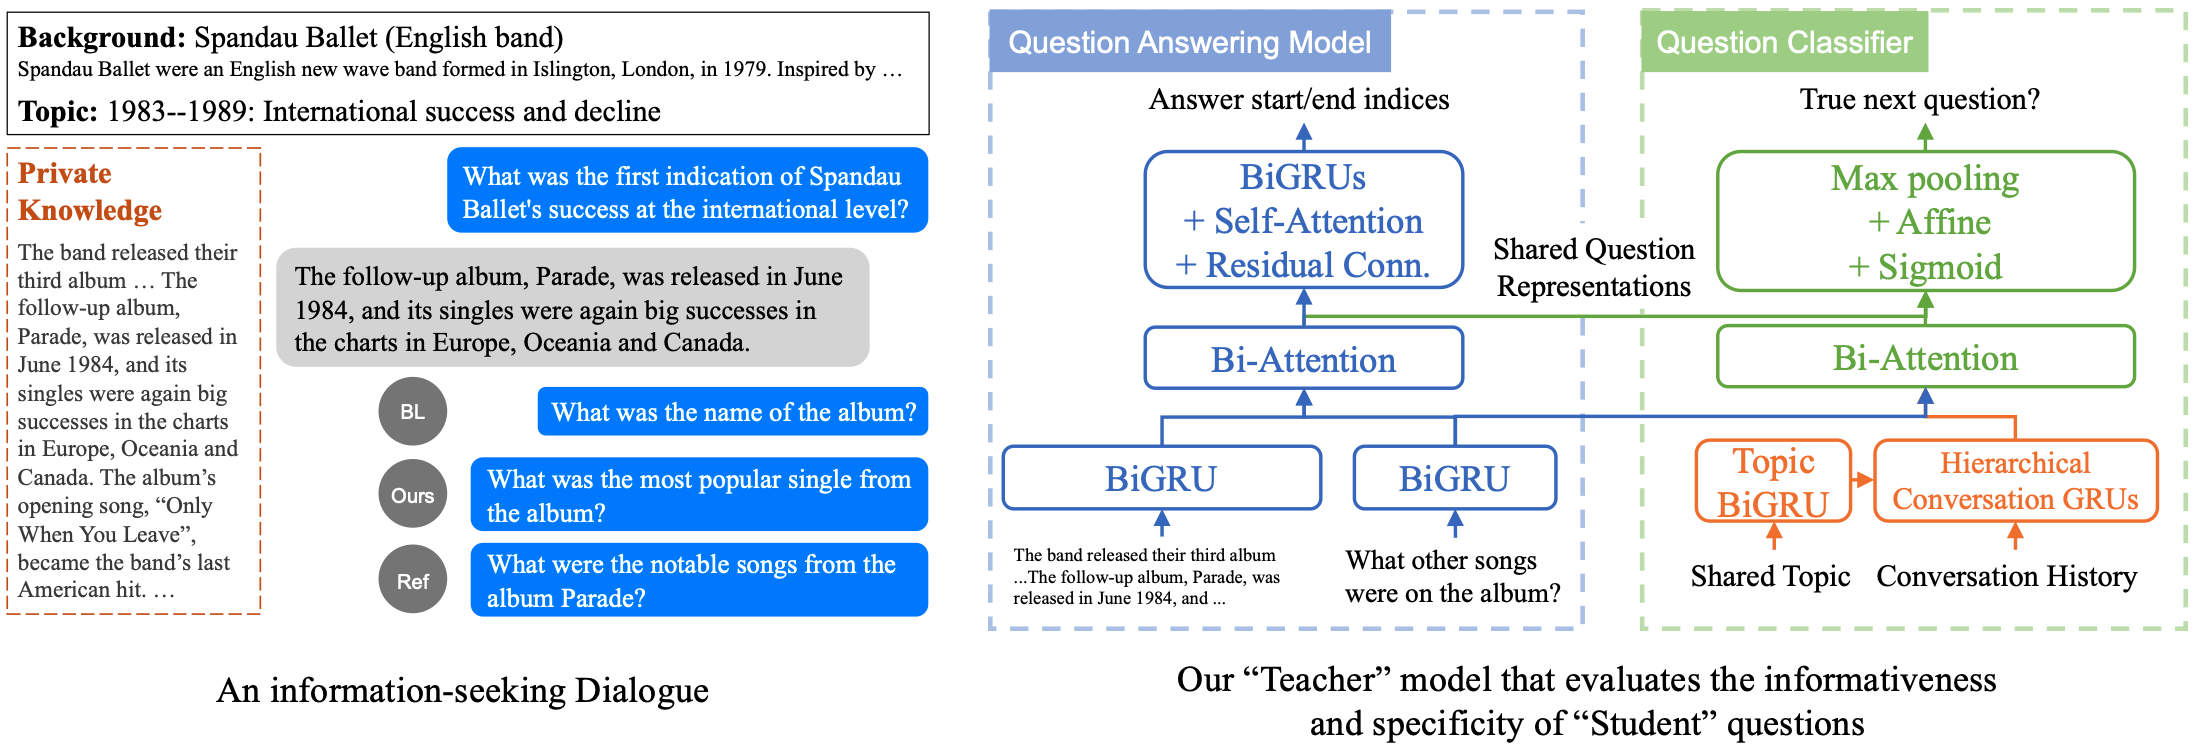 Background: Spandau Ballet (English band)
Spandau Ballet were an English new wave band formed in Islington, London, in 1979. Inspired by …
Topic: 1983--1989: International success and decline
Private
Knowledge
The band released their
third album … The
follow-up album,
Parade, was released in
June 1984, and its
singles were again big
successes in the charts
in Europe, Oceania and
Canada. The album’s
opening song, “Only
When You Leave”,
became the band’s last
American hit. …
What was the first indication of Spandau
Ballet's success at the international level?
The follow-up album, Parade, was released in June
1984, and its singles were again big successes in
the charts in Europe, Oceania and Canada.
BL
What was the name of the album?
Ours
What was the most popular single from
the album?
Ref
What were the notable songs from the
album Parade?
An information-seeking Dialogue
Question Answering Model
Answer start/end indices
BiGRUs
+ Self-Attention
+ Residual Conn.
Bi-Attention
BiGRU
BiGRU
The band released their third album
...The follow-up album, Parade, was
released in June 1984, and ...
What other songs
were on the album?
Shared Question
Representations
Question Classifier
True next question?
Max pooling
+ Affine
+ Sigmoid
Bi-Attention
Topic
BiGRU
Hierarchical
Conversation GRUs
Shared Topic
Conversation History
Our “Teacher” model that evaluates the informativeness
and specificity of “Student” questions